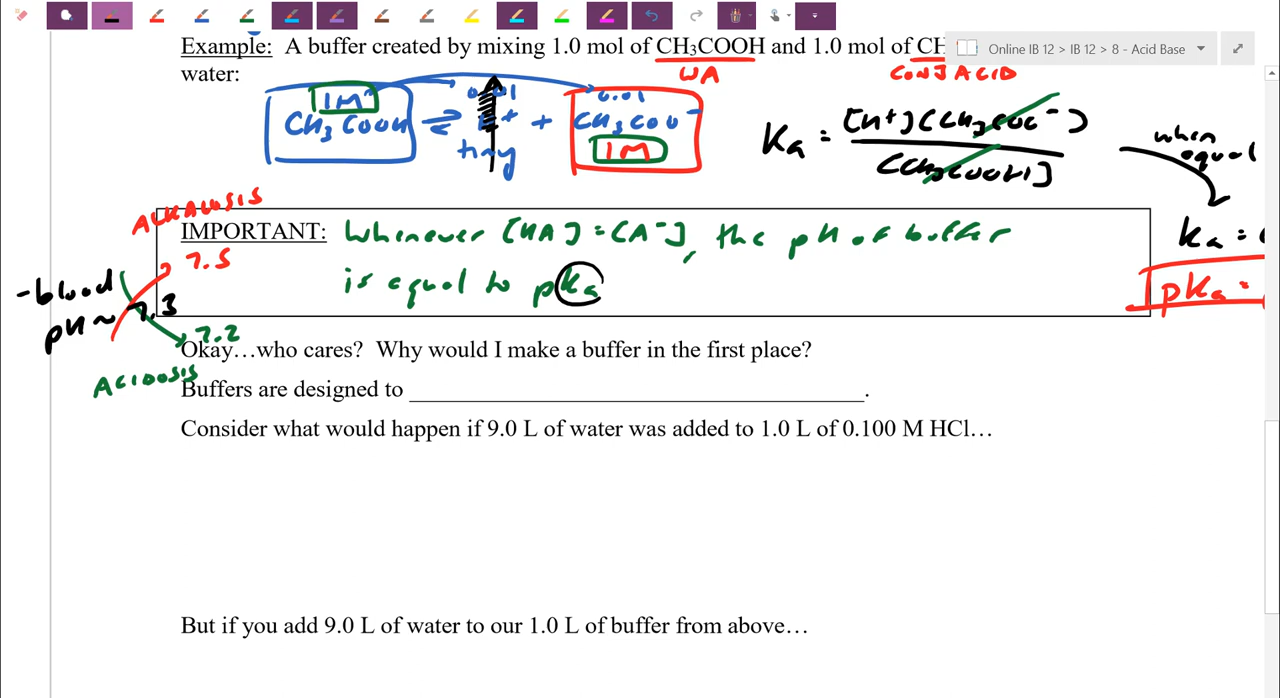 Example: A buffer created by mixing 1.0 mol of CH₃COOH and 1.0 mol of CH
Online IB 12 > IB 12 > 8 - Acid Base
water:
WA
CONJ ACID
1M
0.01
0.01
CH₃COOH ⇌ H+ + CH₃COO⁻
tiny
1M
Ka = [H+][CH₃COO⁻]
[CH₃COOH]
when
equal
Ka =
pKa =
ALKALOSIS
IMPORTANT: Whenever [HA] = [A⁻], the pH of buffer
is equal to pKa
7.5
-blood
pH ~ 7.3
7.2
ACIDOSIS
Okay…who cares? Why would I make a buffer in the first place?
Buffers are designed to ______________________________________.
Consider what would happen if 9.0 L of water was added to 1.0 L of 0.100 M HCl…
But if you add 9.0 L of water to our 1.0 L of buffer from above…